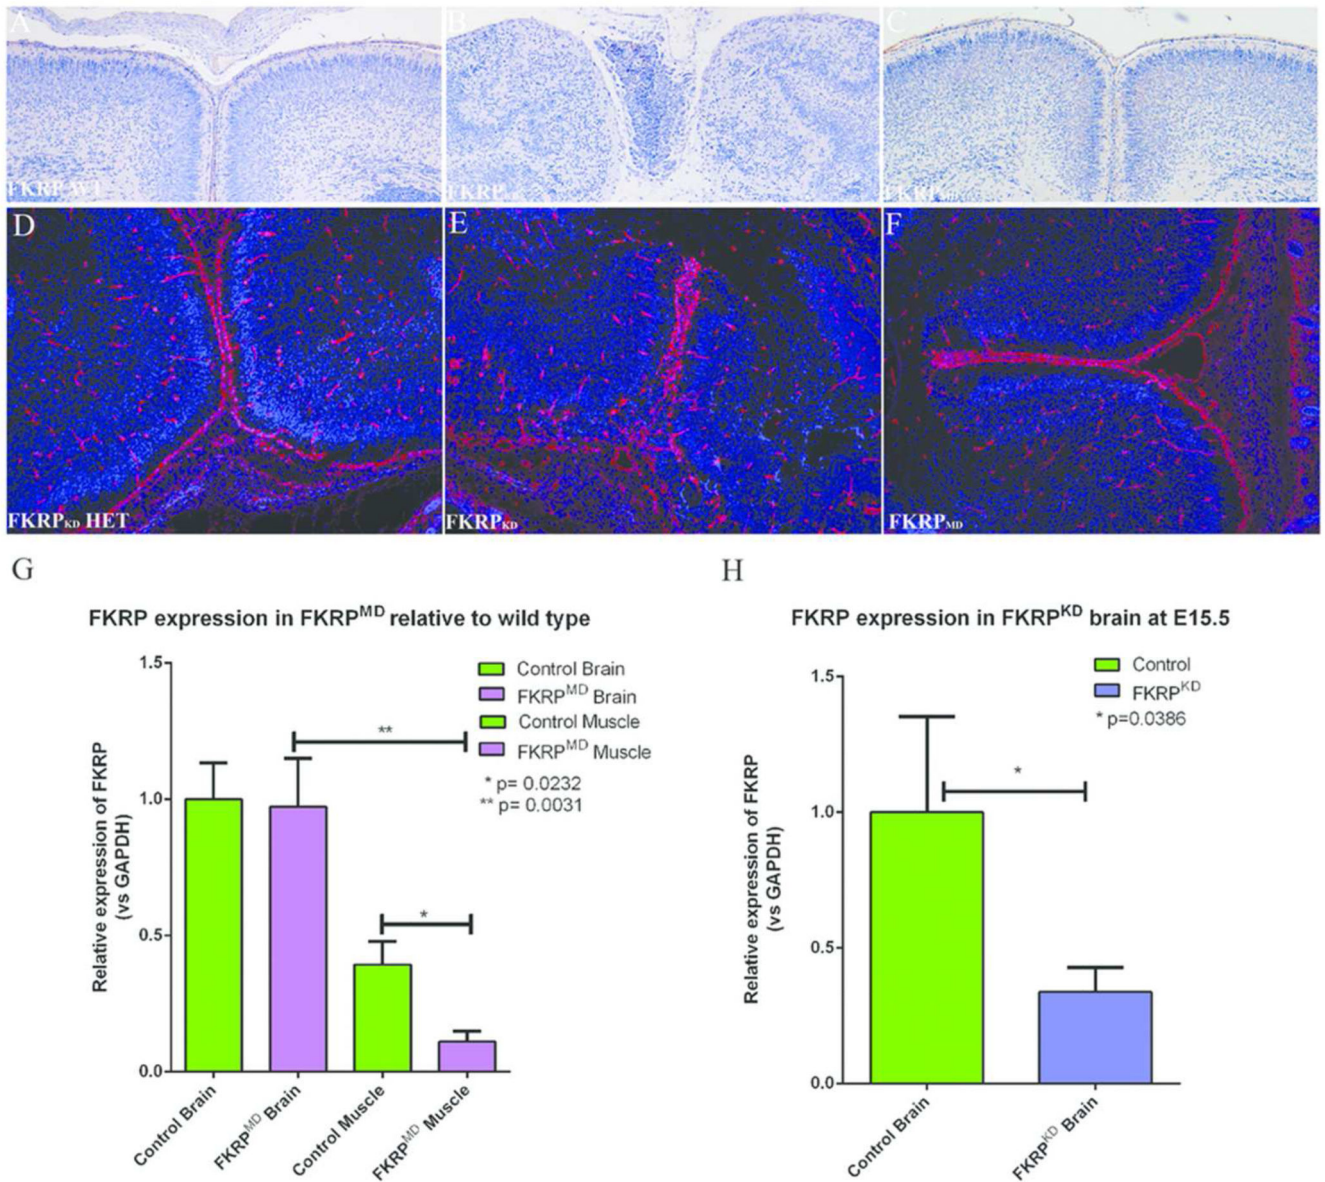 A
B
C
FKRP WT
FKRP
FKRP
D
E
F
FKRPKD HET
FKRPKD
FKRPMD
G
H
FKRP expression in FKRPMD relative to wild type
1.5
1.0
0.5
0.0
Relative expression of FKRP
(vs GAPDH)
Control Brain
FKRPMD Brain
Control Muscle
FKRPMD Muscle
* p= 0.0232
** p= 0.0031
**
*
Control Brain
FKRPMD Brain
Control Muscle
FKRPMD Muscle
FKRP expression in FKRPKD brain at E15.5
1.5
1.0
0.5
0.0
Relative expression of FKRP
(vs GAPDH)
Control
FKRPKD
* p=0.0386
*
Control Brain
FKRPKD Brain